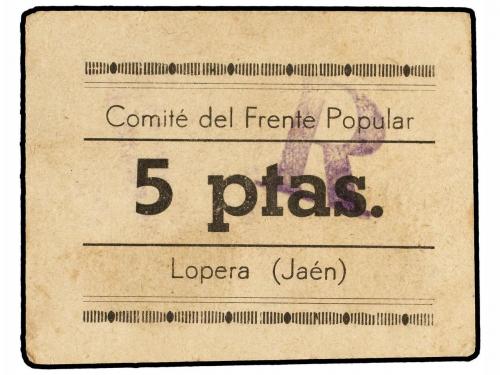 Comité del Frente Popular
R
5 ptas.
Lopera (Jaén)